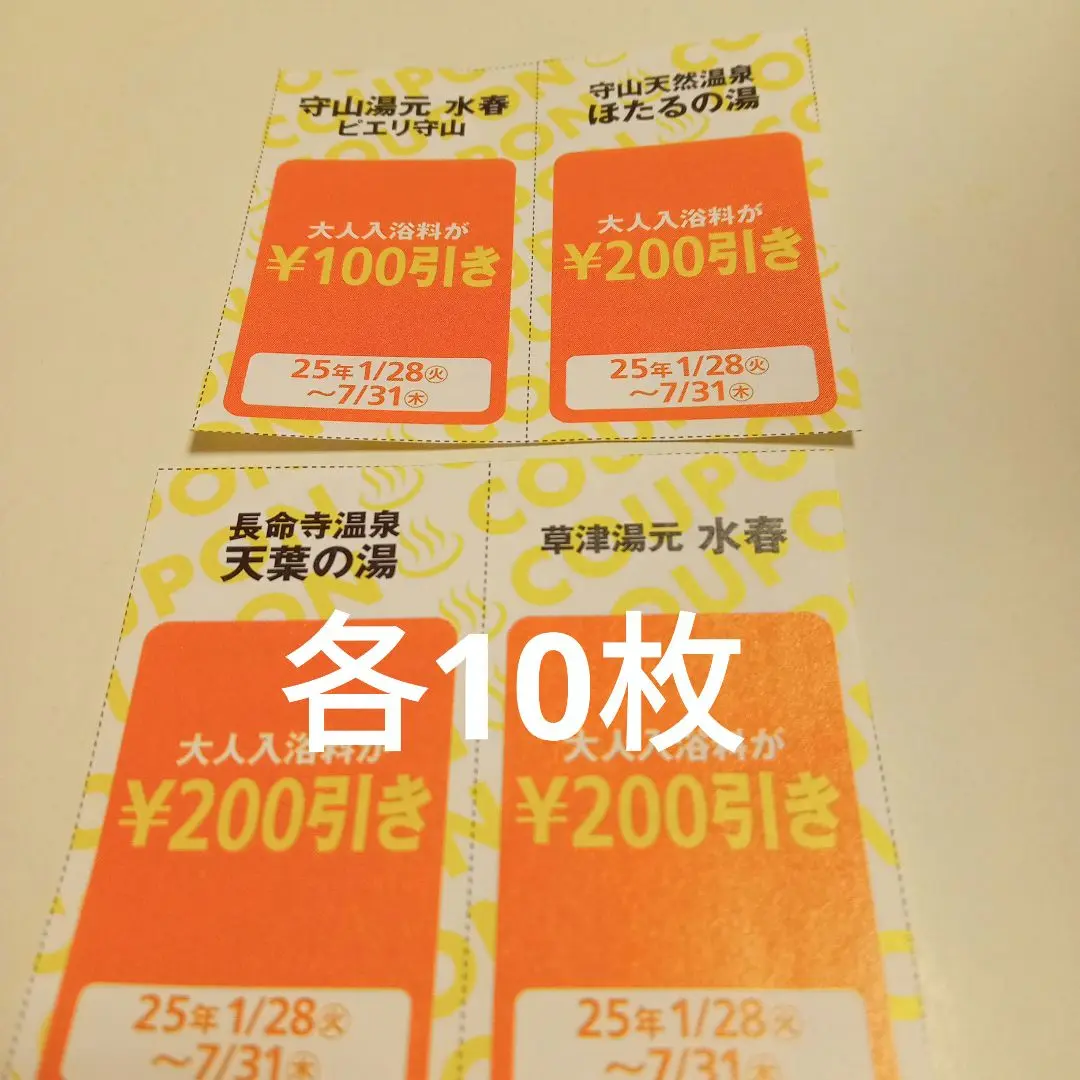 守山湯元 水春
ピエリ守山
大人入浴料が
¥100引き
25年1/28㊋
～7/31㊍
守山天然温泉
ほたるの湯
大人入浴料が
¥200引き
25年1/28㊋
～7/31㊍
長命寺温泉
天葉の湯
大人入浴料が
¥200引き
25年1/28㊋
～7/31㊍
草津湯元 水春
大人入浴料が
¥200引き
25年1/28㊋
～7/31㊍
各10枚
COUPON